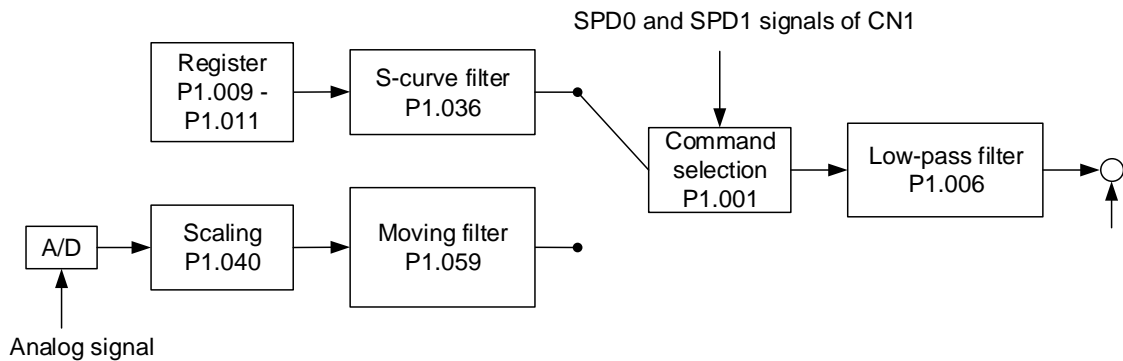 SPD0 and SPD1 signals of CN1
Register
P1.009 -
P1.011
S-curve filter
P1.036
Command
selection
P1.001
Low-pass filter
P1.006
A/D
Scaling
P1.040
Moving filter
P1.059
Analog signal